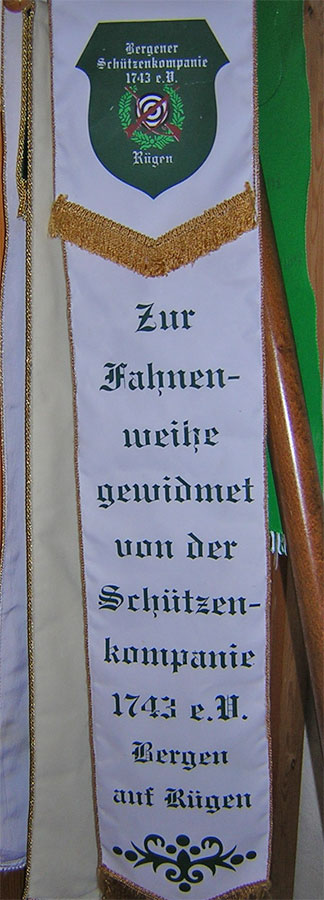 Bergener
Schützenkompanie
1743 e.V.
Rügen
Zur
Fahnen-
weihe
gewidmet
von der
Schützen-
kompanie
1743 e.V.
Bergen
auf Rügen